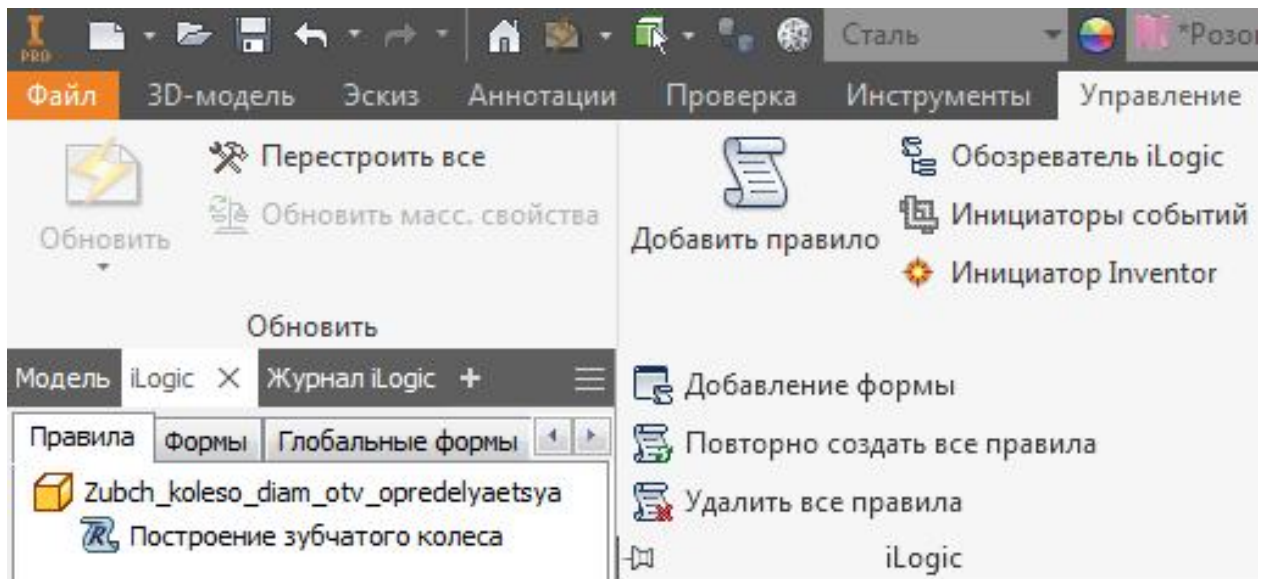 I
PRO
Сталь
*Розо
Файл 3D-модель Эскиз Аннотации Проверка Инструменты Управление
Перестроить все
Обозреватель iLogic
Обновить масс. свойства
Инициаторы событий
Обновить
Добавить правило
Инициатор Inventor
Обновить
Модель iLogic × Журнал iLogic +
Добавление формы
Правила Формы Глобальные формы
Повторно создать все правила
Zubch_koleso_diam_otv_opredelyaetsya
Удалить все правила
R Построение зубчатого колеса
iLogic